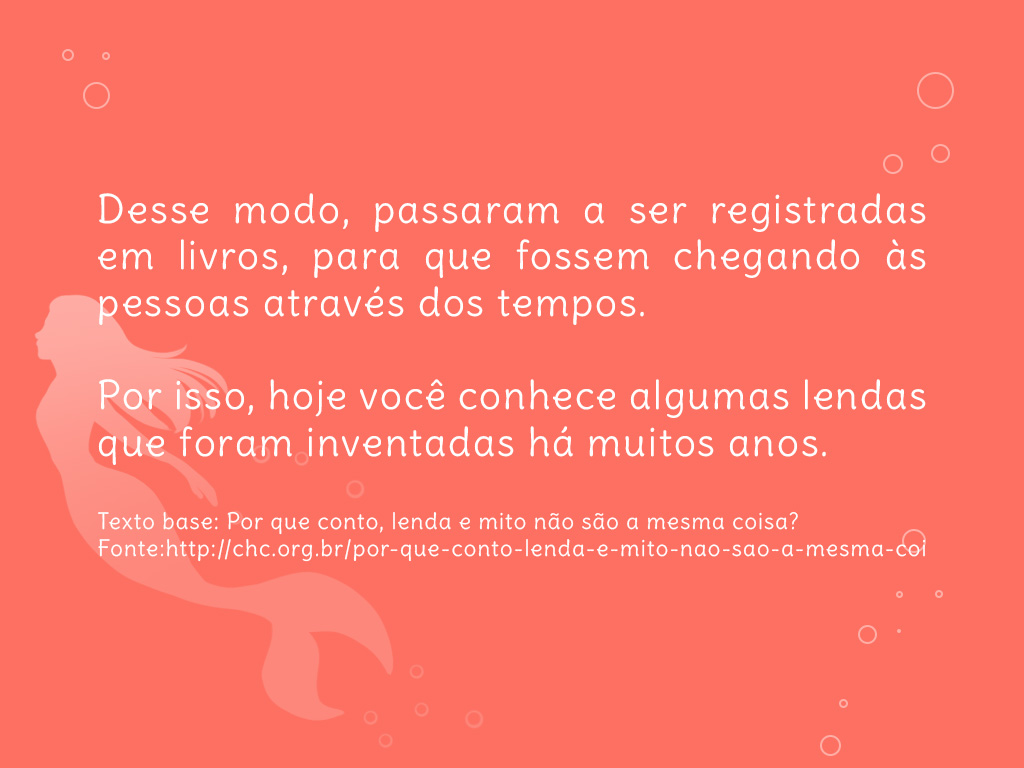 Desse modo, passaram a ser registradas
em livros, para que fossem chegando às
pessoas através dos tempos.
Por isso, hoje você conhece algumas lendas
que foram inventadas há muitos anos.
Texto base: Por que conto, lenda e mito não são a mesma coisa?
Fonte:http://chc.org.br/por-que-conto-lenda-e-mito-nao-sao-a-mesma-coi